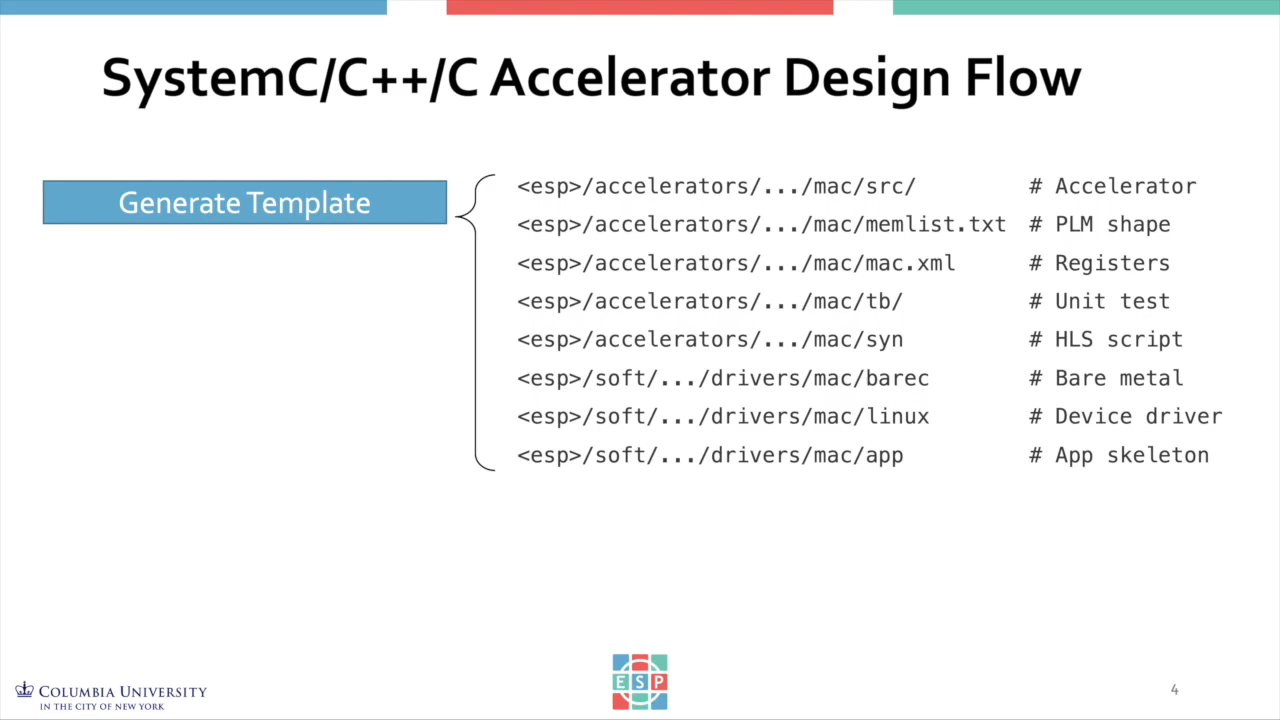 SystemC/C++/C Accelerator Design Flow
Generate Template
<esp>/accelerators/.../mac/src/ # Accelerator
<esp>/accelerators/.../mac/memlist.txt # PLM shape
<esp>/accelerators/.../mac/mac.xml # Registers
<esp>/accelerators/.../mac/tb/ # Unit test
<esp>/accelerators/.../mac/syn # HLS script
<esp>/soft/.../drivers/mac/barec # Bare metal
<esp>/soft/.../drivers/mac/linux # Device driver
<esp>/soft/.../drivers/mac/app # App skeleton
COLUMBIA UNIVERSITY
IN THE CITY OF NEW YORK
ESP
4